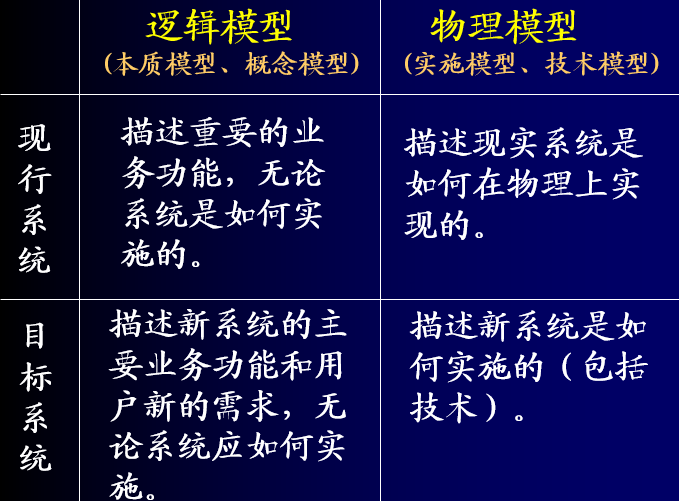 逻辑模型
(本质模型、概念模型)
物理模型
(实施模型、技术模型)
现行系统
描述重要的业
务功能，无论
系统是如何实
施的。
描述现实系统是
如何在物理上实
现的。
目标系统
描述新系统的主
要业务功能和用
户新的需求，无
论系统应如何实
施。
描述新系统是如
何实施的（包括
技术）。